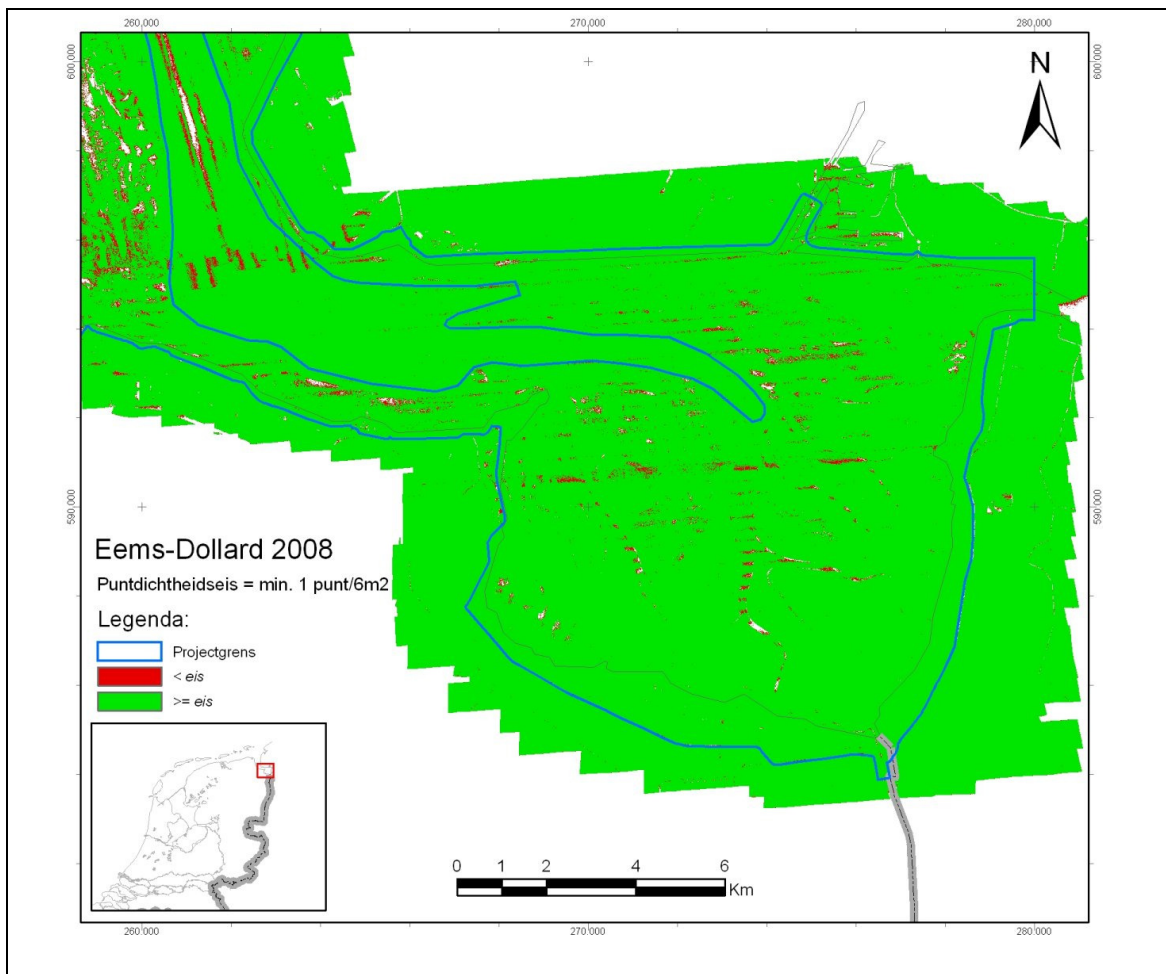 260,000 270,000 280,000
600,000 600,000
N
590,000 590,000
Eems-Dollard 2008
Puntdichtheidseis = min. 1 punt/6m2
Legenda:
Projectgrens
< eis
>= eis
0 1 2 4 6
Km
260,000 270,000 280,000